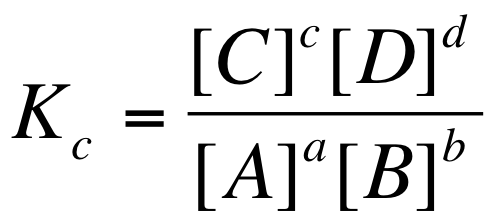 K_c = [C]^c[D]^d / [A]^a[B]^b